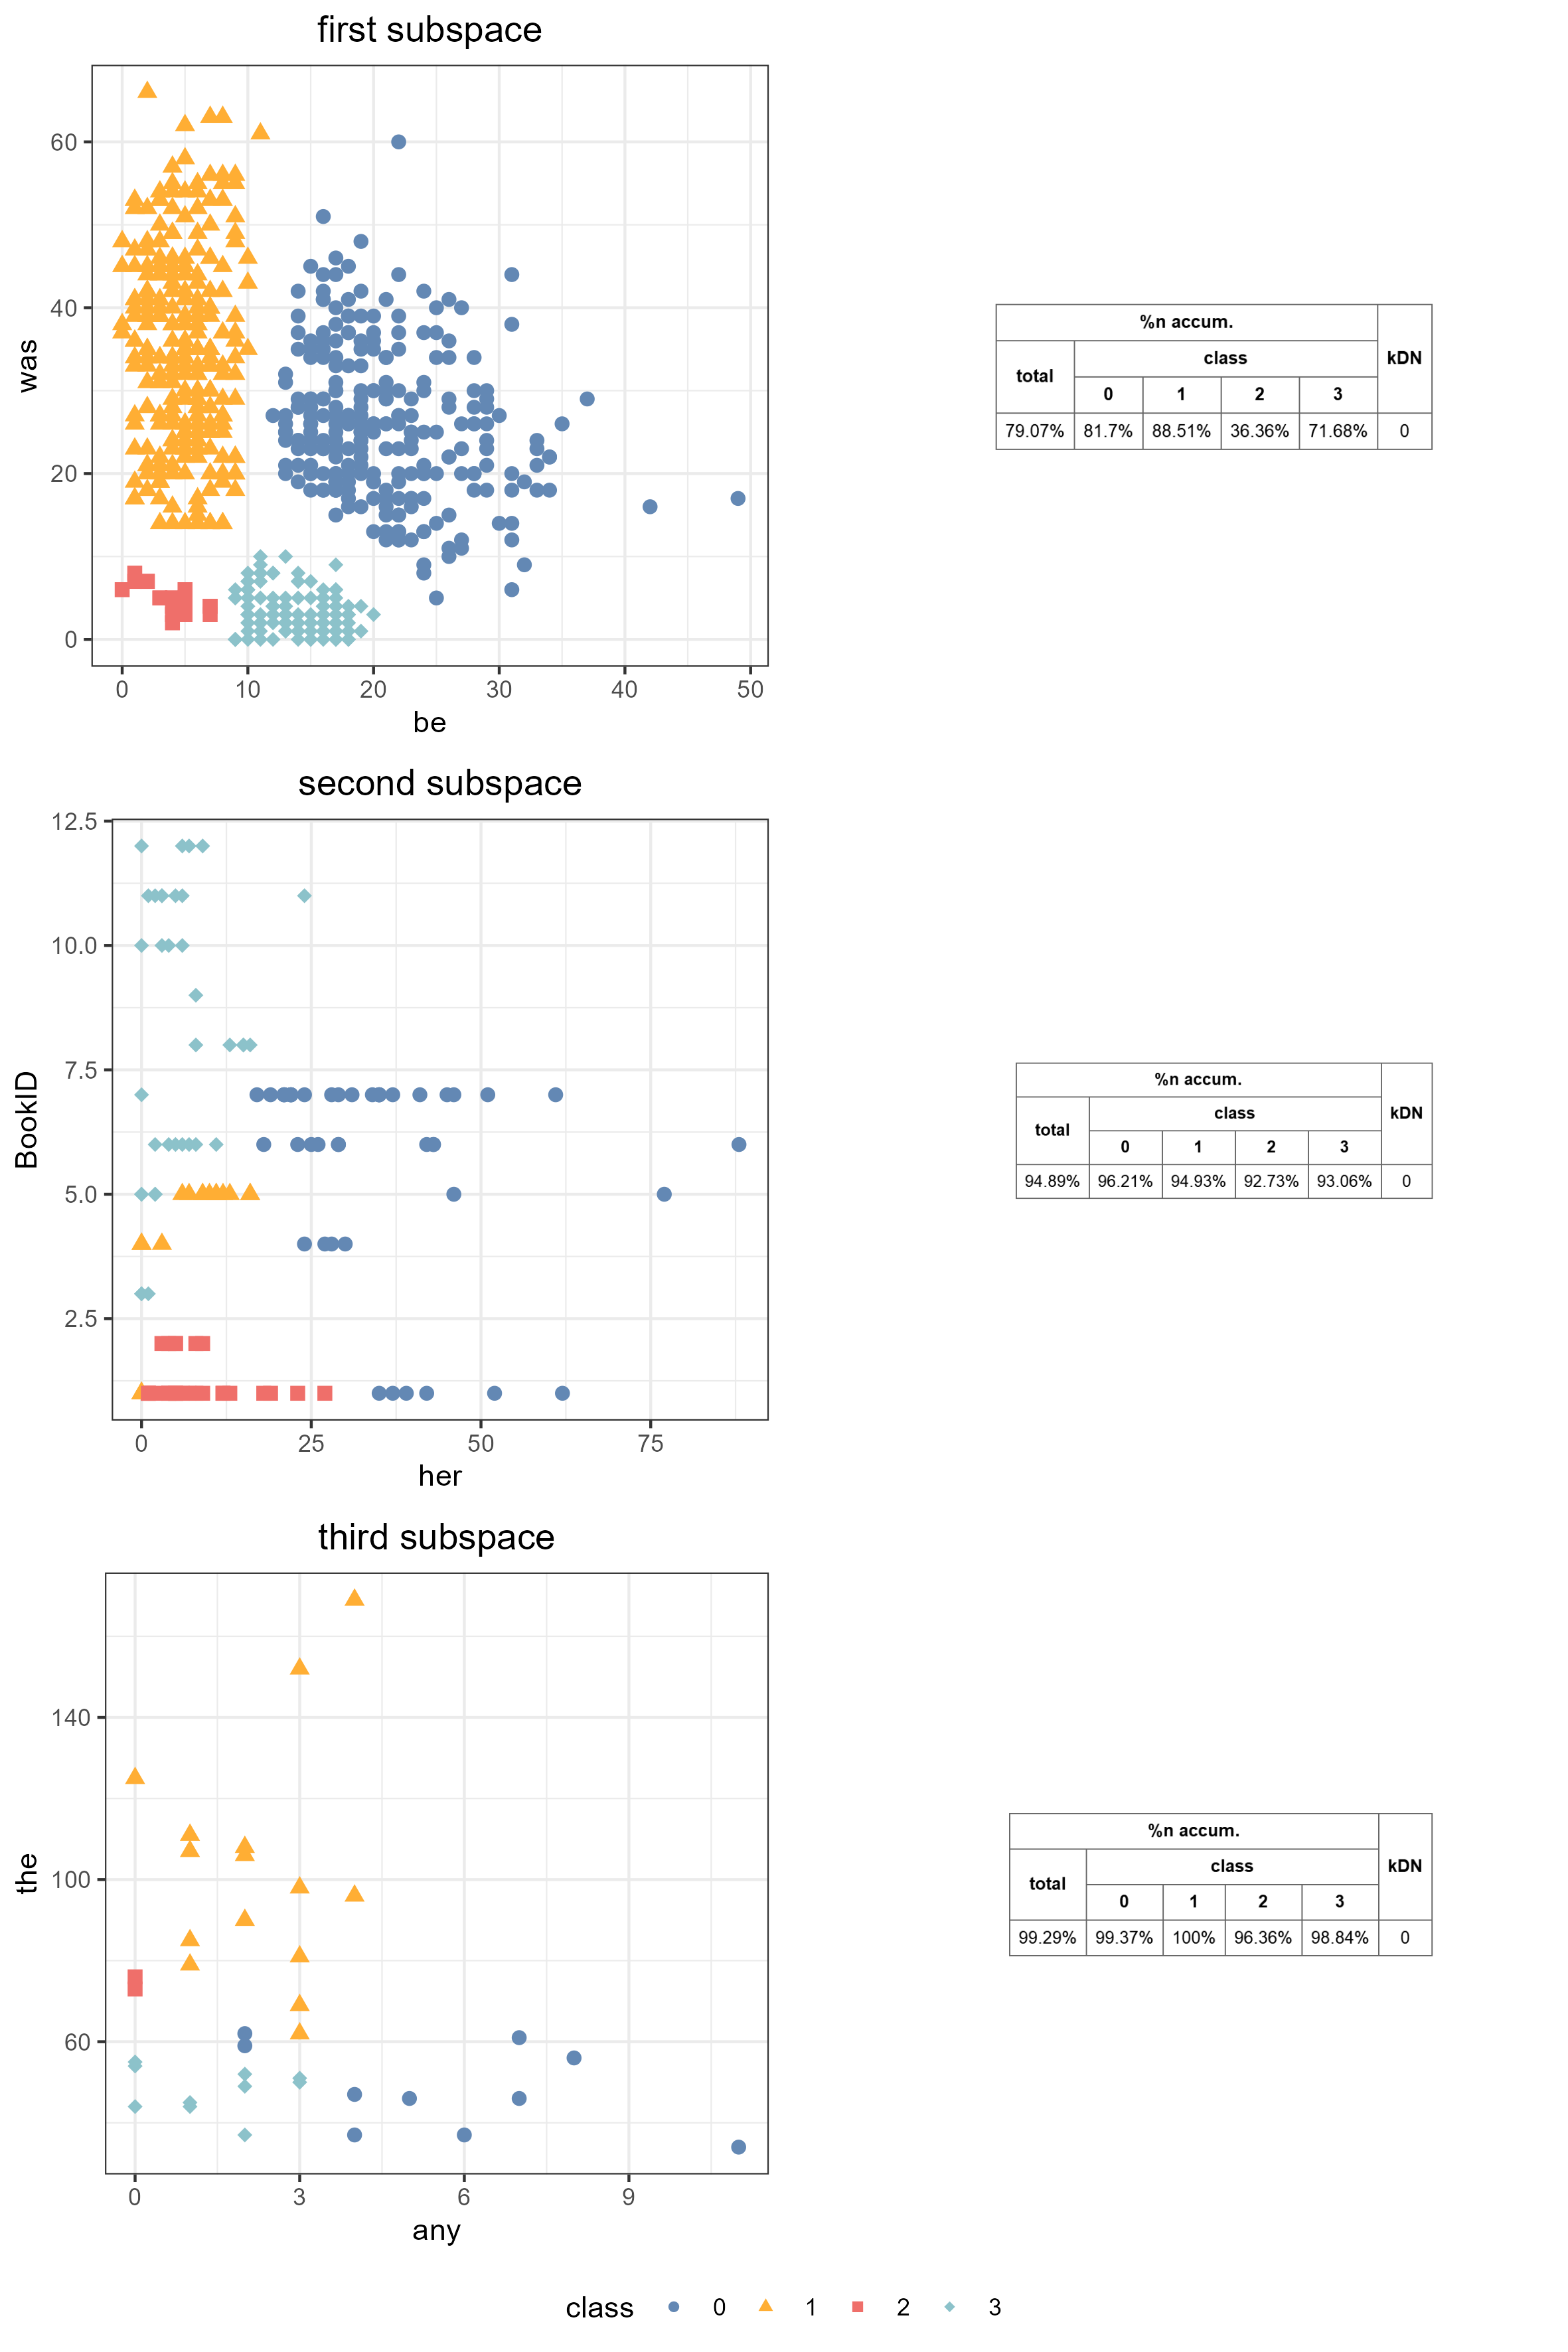 first subspace
60
40
20
0
was
0 10 20 30 40 50
be
%n accum.
total class kDN
0 1 2 3
79.07% 81.7% 88.51% 36.36% 71.68% 0
second subspace
12.5
10.0
7.5
5.0
2.5
BookID
0 25 50 75
her
%n accum.
total class kDN
0 1 2 3
94.89% 96.21% 94.93% 92.73% 93.06% 0
third subspace
140
100
60
the
0 3 6 9
any
%n accum.
total class kDN
0 1 2 3
99.29% 99.37% 100% 96.36% 98.84% 0
class 0 1 2 3